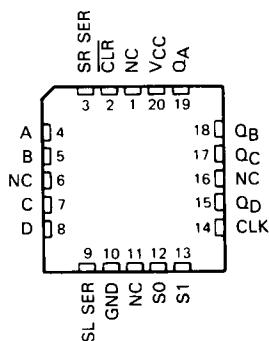 SR SER
CLR
NC
VCC
QA
3 2 1 20 19
A 4
B 5
NC 6
C 7
D 8
18 QB
17 QC
16 NC
15 QD
14 CLK
9 10 11 12 13
SL SER
GND
NC
S0
S1